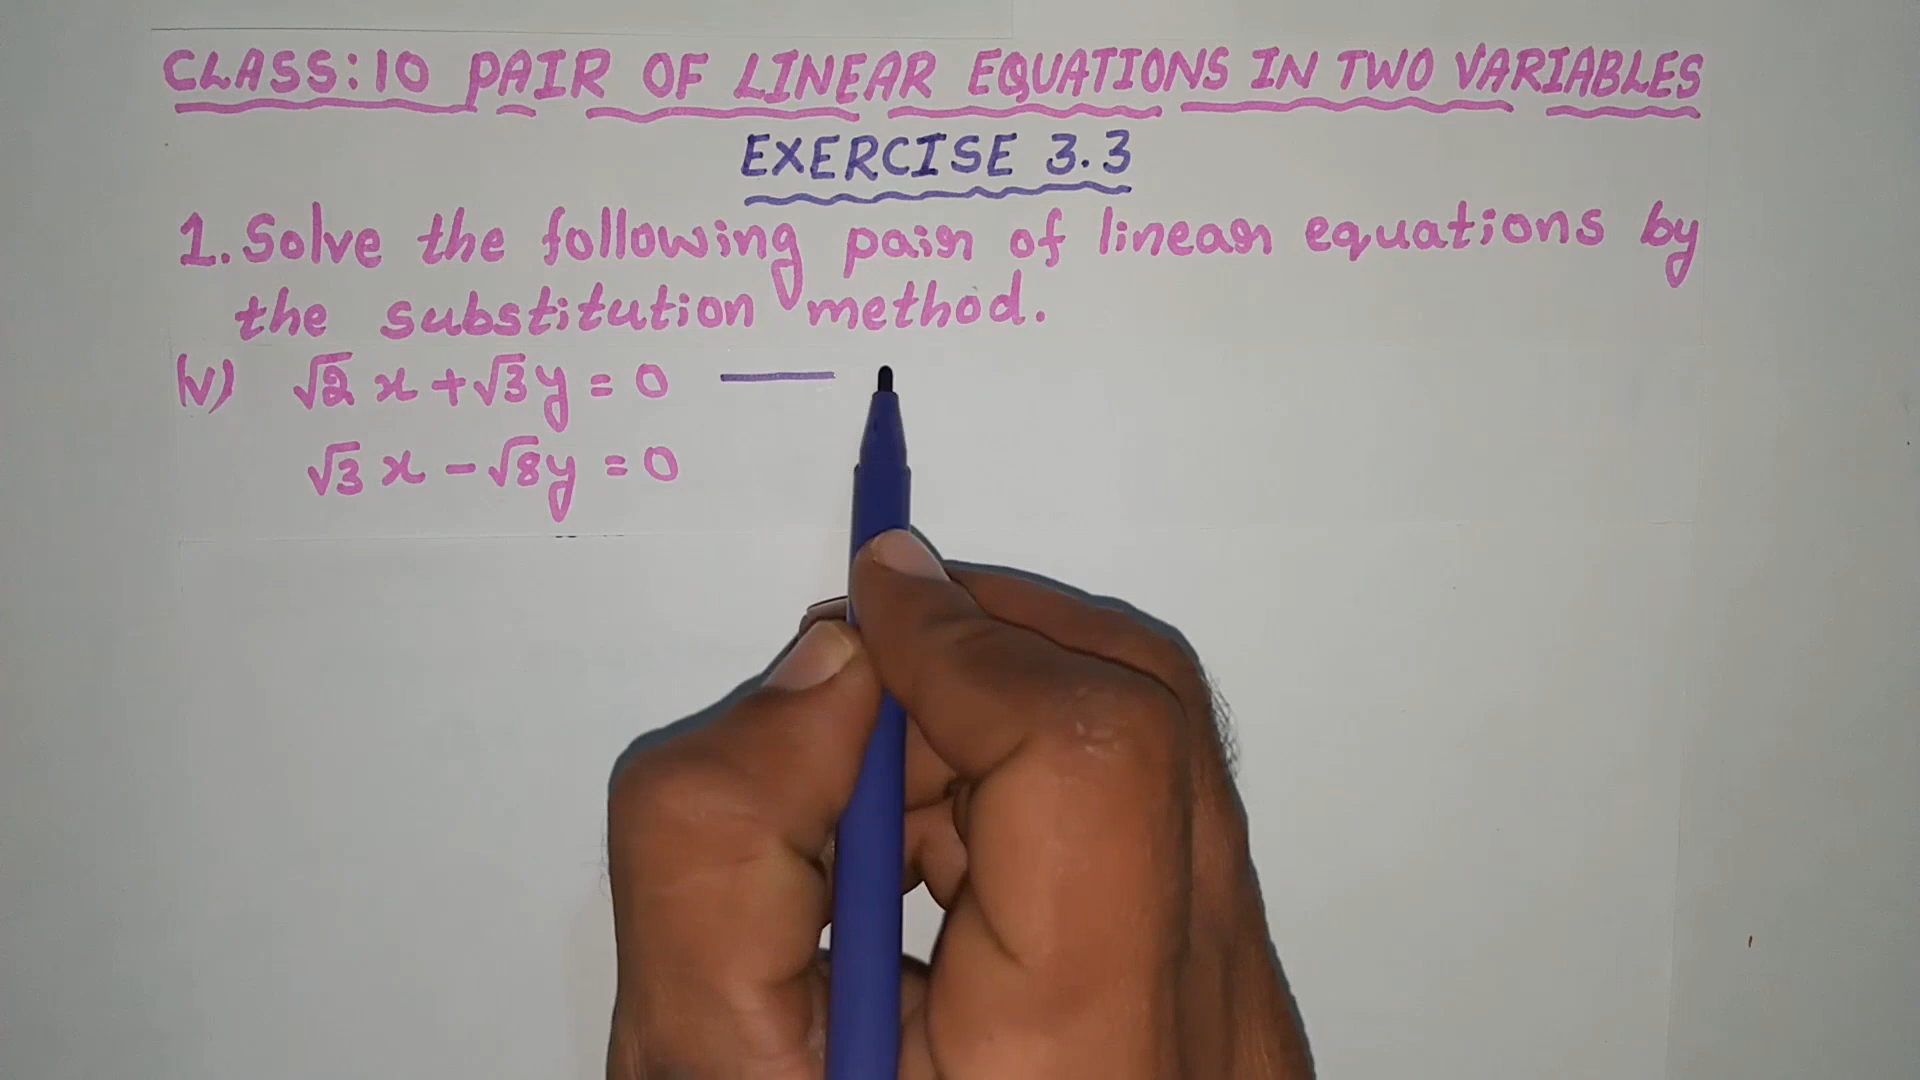 CLASS:10 PAIR OF LINEAR EQUATIONS IN TWO VARIABLES
EXERCISE 3.3
1. Solve the following pair of linear equations by
the substitution method.
(v) √2 x + √3 y = 0 —
√3 x - √8 y = 0